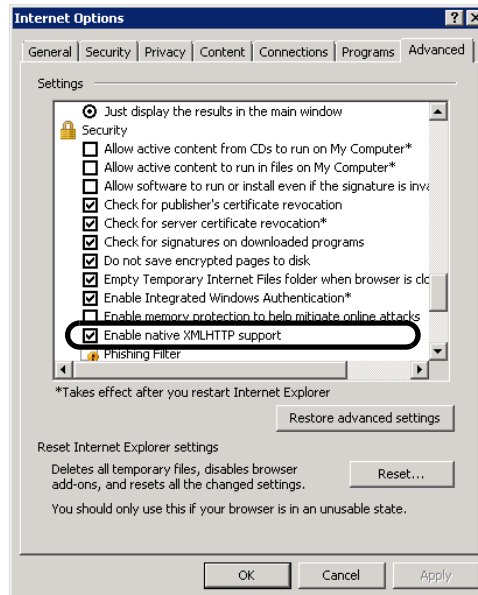 Internet Options
General Security Privacy Content Connections Programs Advanced
Settings
Just display the results in the main window
Security
Allow active content from CDs to run on My Computer*
Allow active content to run in files on My Computer*
Allow software to run or install even if the signature is inva
Check for publisher's certificate revocation
Check for server certificate revocation*
Check for signatures on downloaded programs
Do not save encrypted pages to disk
Empty Temporary Internet Files folder when browser is clo
Enable Integrated Windows Authentication*
Enable memory protection to help mitigate online attacks
Enable native XMLHTTP support
Phishing Filter
*Takes effect after you restart Internet Explorer
Restore advanced settings
Reset Internet Explorer settings
Deletes all temporary files, disables browser
add-ons, and resets all the changed settings.
Reset...
You should only use this if your browser is in an unusable state.
OK Cancel Apply